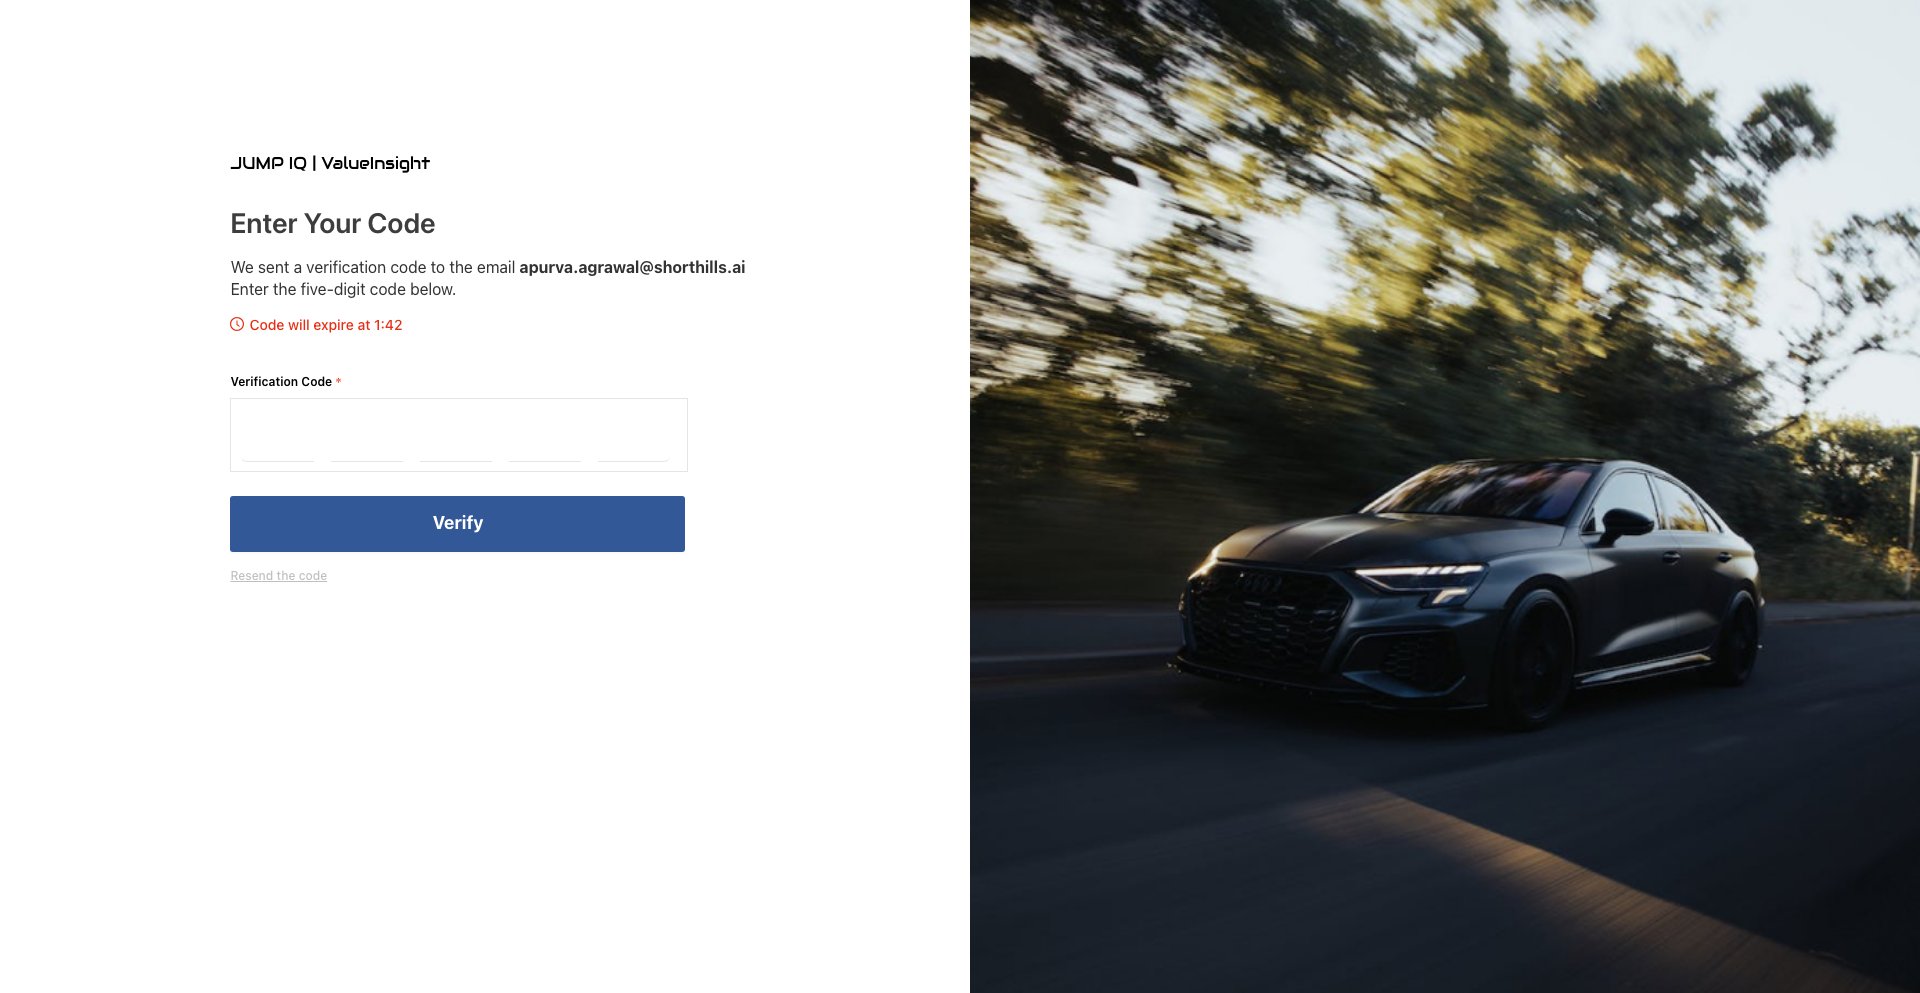 JUMP IQ | ValueInsight
Enter Your Code
We sent a verification code to the email apurva.agrawal@shorthills.ai
Enter the five-digit code below.
Code will expire at 1:42
Verification Code *
Verify
Resend the code